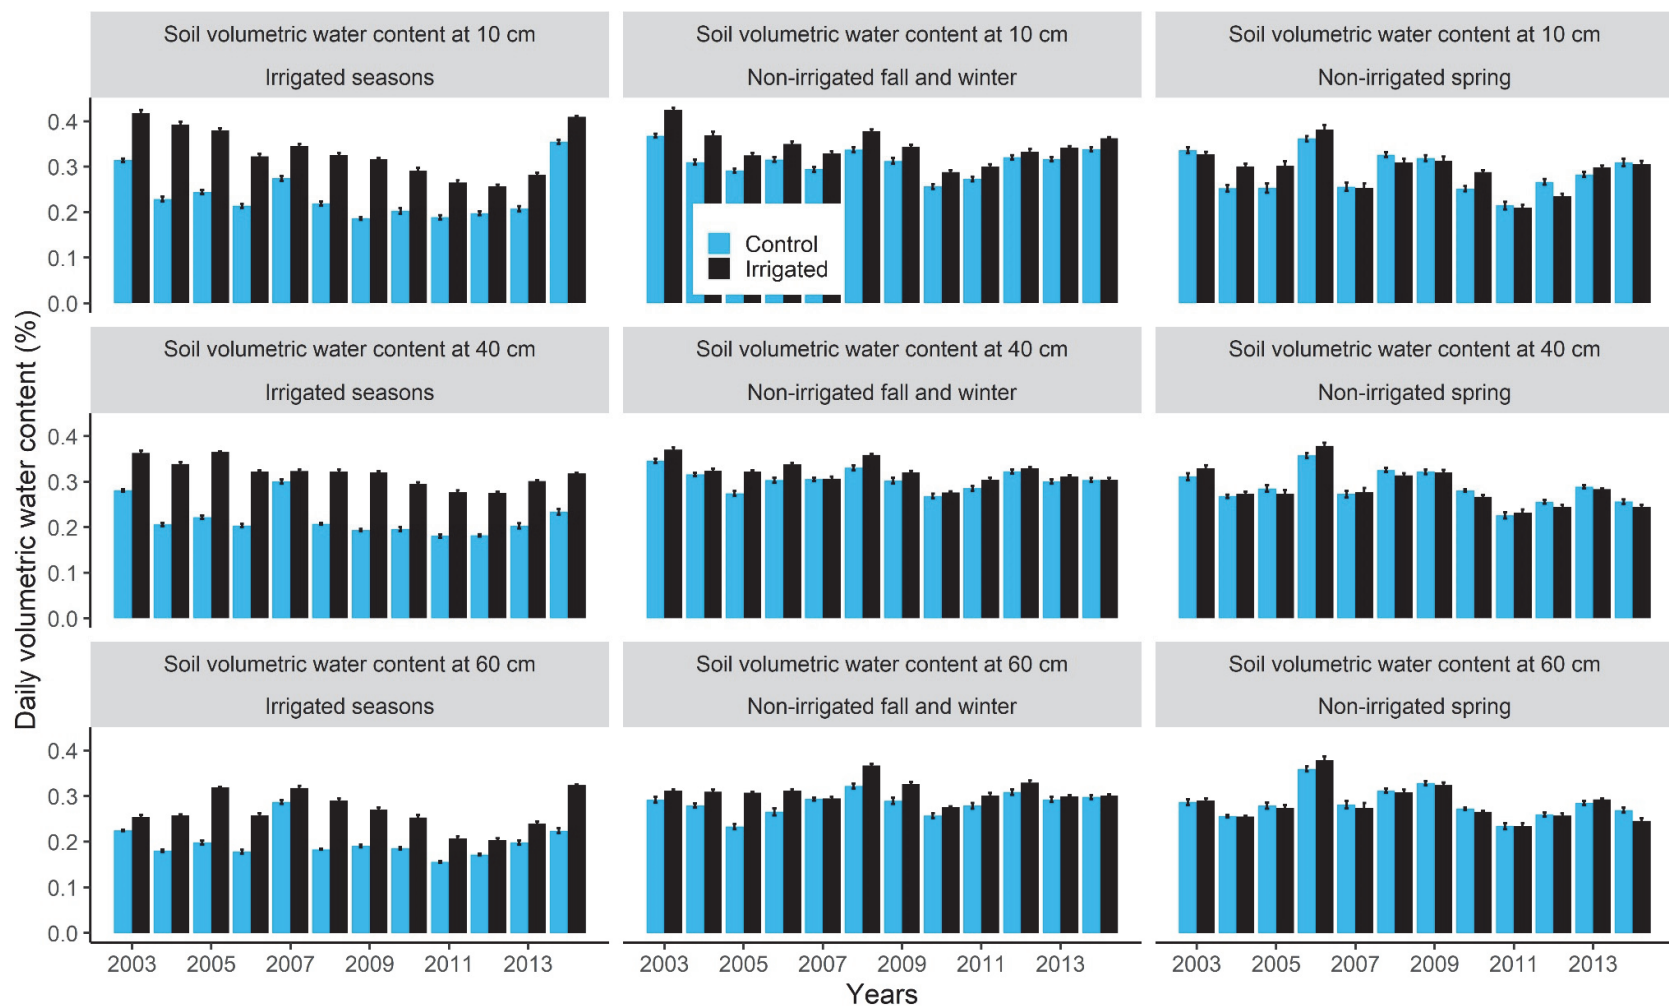 Soil volumetric water content at 10 cm
Irrigated seasons
Soil volumetric water content at 10 cm
Non-irrigated fall and winter
Soil volumetric water content at 10 cm
Non-irrigated spring
0.4
0.3
0.2
0.1
0.0
Control
Irrigated
Soil volumetric water content at 40 cm
Irrigated seasons
Soil volumetric water content at 40 cm
Non-irrigated fall and winter
Soil volumetric water content at 40 cm
Non-irrigated spring
0.4
0.3
0.2
0.1
0.0
Daily volumetric water content (%)
Soil volumetric water content at 60 cm
Irrigated seasons
Soil volumetric water content at 60 cm
Non-irrigated fall and winter
Soil volumetric water content at 60 cm
Non-irrigated spring
0.4
0.3
0.2
0.1
0.0
2003 2005 2007 2009 2011 2013
2003 2005 2007 2009 2011 2013
2003 2005 2007 2009 2011 2013
Years